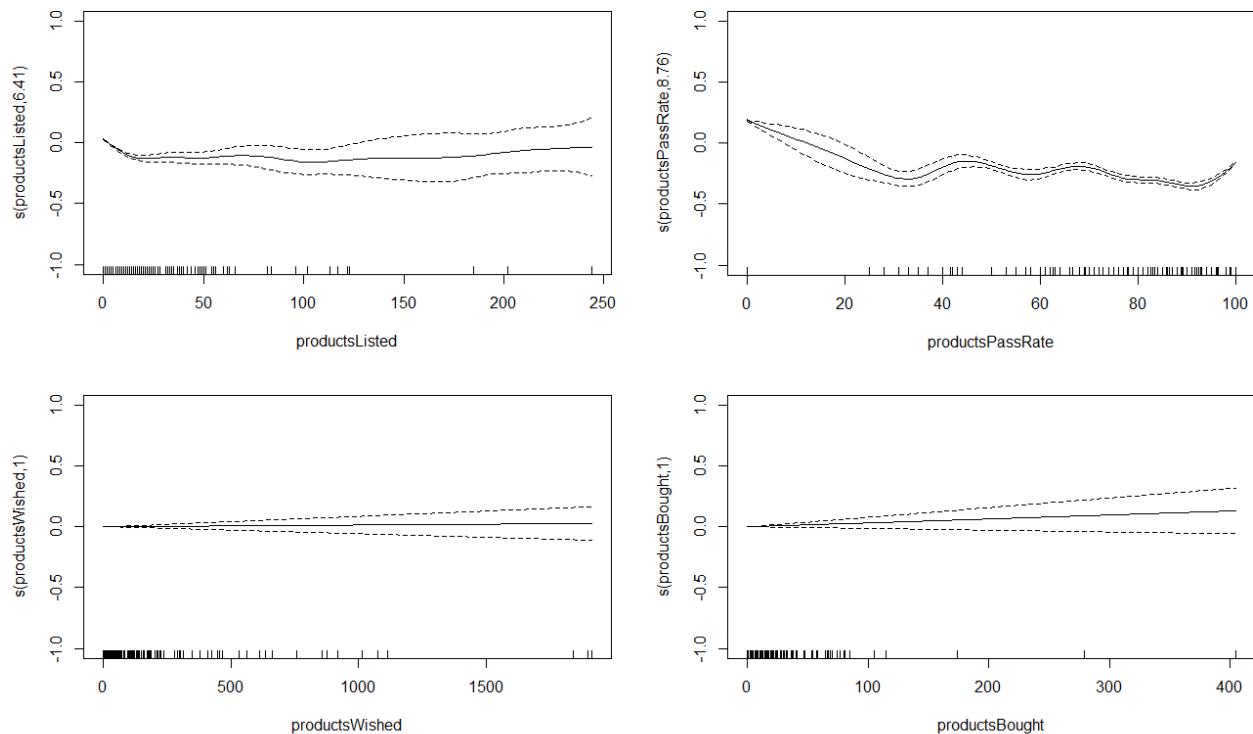 s(productsListed,6.41)
1.0
0.5
0.0
-0.5
-1.0
0 50 100 150 200 250
productsListed
s(productsPassRate,8.76)
1.0
0.5
0.0
-0.5
-1.0
0 20 40 60 80 100
productsPassRate
s(productsWished,1)
1.0
0.5
0.0
-0.5
-1.0
0 500 1000 1500
productsWished
s(productsBought,1)
1.0
0.5
0.0
-0.5
-1.0
0 100 200 300 400
productsBought